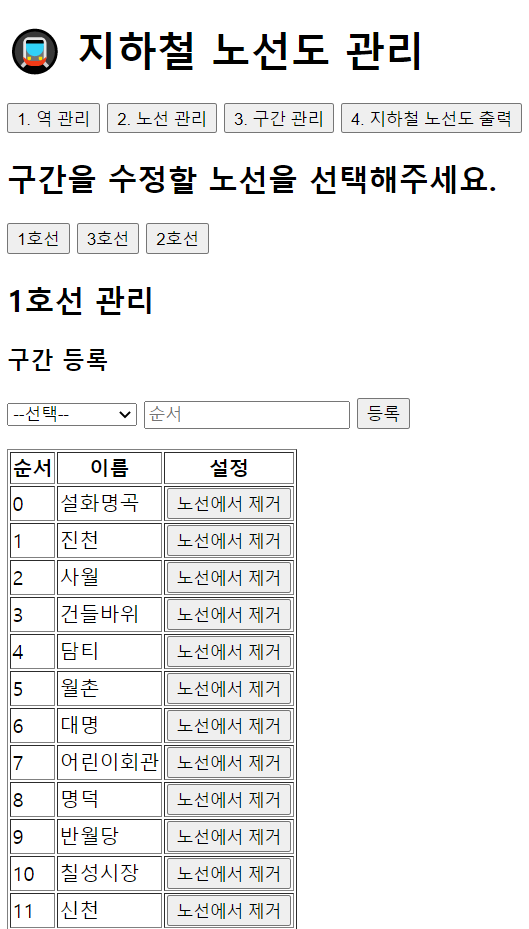 지하철 노선도 관리
1. 역 관리 2. 노선 관리 3. 구간 관리 4. 지하철 노선도 출력
구간을 수정할 노선을 선택해주세요.
1호선 3호선 2호선
1호선 관리
구간 등록
--선택-- 순서 등록
순서 이름 설정
0 설화명곡 노선에서 제거
1 진천 노선에서 제거
2 사월 노선에서 제거
3 건들바위 노선에서 제거
4 담티 노선에서 제거
5 월촌 노선에서 제거
6 대명 노선에서 제거
7 어린이회관 노선에서 제거
8 명덕 노선에서 제거
9 반월당 노선에서 제거
10 칠성시장 노선에서 제거
11 신천 노선에서 제거